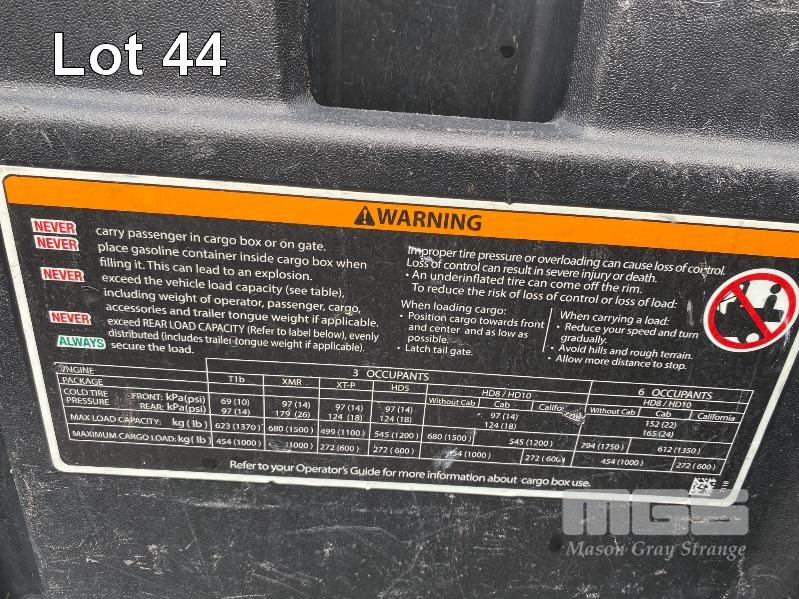 Lot 44
WARNING
NEVER carry passenger in cargo box or on gate.
NEVER place gasoline container inside cargo box when
filling it. This can lead to an explosion.
NEVER exceed the vehicle load capacity (see table),
including weight of operator, passenger, cargo,
accessories and trailer tongue weight if applicable.
NEVER exceed REAR LOAD CAPACITY (Refer to label below), evenly
distributed (includes trailer tongue weight if applicable).
ALWAYS secure the load.
Improper tire pressure or overloading can cause loss of control.
Loss of control can result in severe injury or death.
• An underinflated tire can come off the rim.
To reduce the risk of loss of control or loss of load:
When loading cargo:
• Position cargo towards front
and center and as low as
possible.
• Latch tail gate.
When carrying a load:
• Reduce your speed and turn
gradually.
• Avoid hills and rough terrain.
• Allow more distance to stop.
ENGINE 3 OCCUPANTS 6 OCCUPANTS
PACKAGE T1b XMR XT-P HD5 HD8 / HD10 HD8 / HD10
Without Cab Cab California Without Cab Cab California
COLD TIRE PRESSURE FRONT: kPa(psi) 69 (10) 97 (14) 97 (14) 97 (14) 97 (14) 152 (22)
REAR: kPa(psi) 97 (14) 179 (26) 124 (18) 124 (18) 124 (18) 165 (24)
MAX LOAD CAPACITY: kg ( lb ) 623 (1370) 680 (1500) 499 (1100) 545 (1200) 680 (1500) 545 (1200) 794 (1750) 612 (1350)
MAXIMUM CARGO LOAD: kg ( lb ) 454 (1000) (1000) 272 (600) 272 (600) 454 (1000) 272 (600) 454 (1000) 272 (600)
Refer to your Operator's Guide for more information about cargo box use.
MGS
Mason Gray Strange